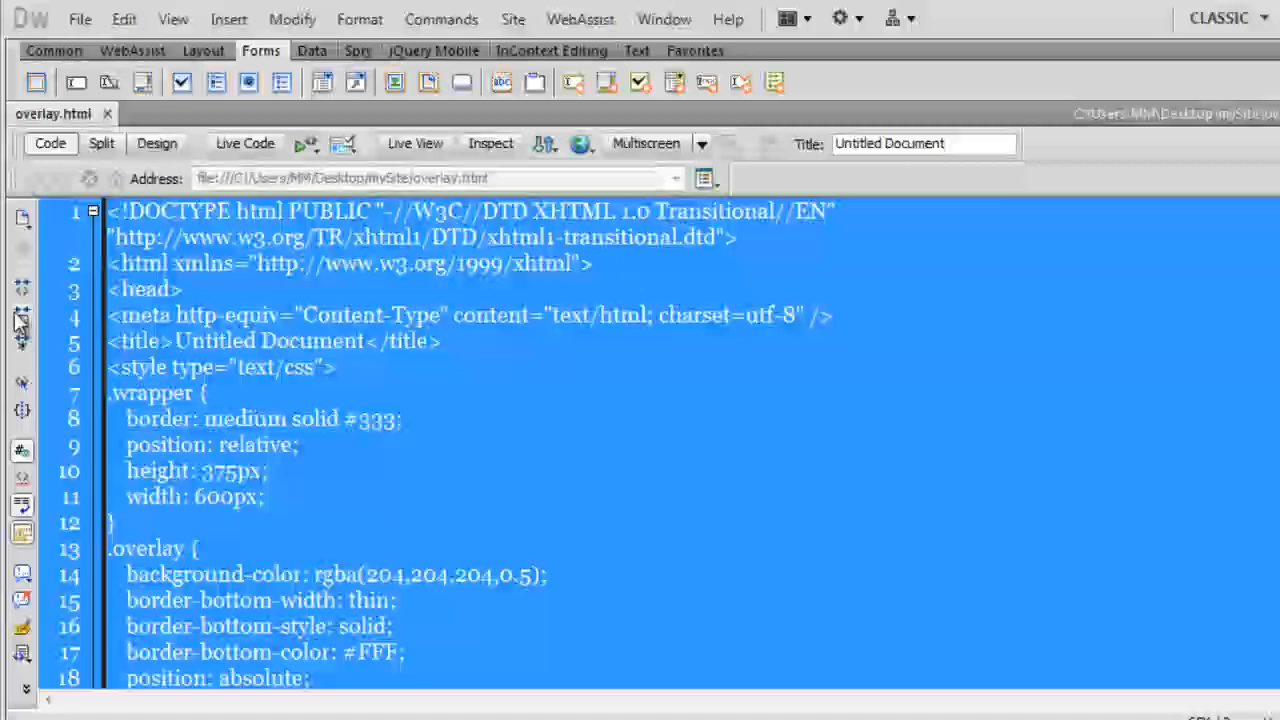 Dw File Edit View Insert Modify Format Commands Site WebAssist Window Help CLASSIC
Common WebAssist Layout Forms Data Spry jQuery Mobile InContext Editing Text Favorites
overlay.html
Code Split Design Live Code Live View Inspect Multiscreen Title: Untitled Document
Address: file:///C|/Users/MM/Desktop/mySite/overlay.html
1 <!DOCTYPE html PUBLIC "-//W3C//DTD XHTML 1.0 Transitional//EN"
"http://www.w3.org/TR/xhtml1/DTD/xhtml1-transitional.dtd">
2 <html xmlns="http://www.w3.org/1999/xhtml">
3 <head>
4 <meta http-equiv="Content-Type" content="text/html; charset=utf-8" />
5 <title>Untitled Document</title>
6 <style type="text/css">
7 .wrapper {
8 border: medium solid #333;
9 position: relative;
10 height: 375px;
11 width: 600px;
12 }
13 .overlay {
14 background-color: rgba(204,204,204,0.5);
15 border-bottom-width: thin;
16 border-bottom-style: solid;
17 border-bottom-color: #FFF;
18 position: absolute;